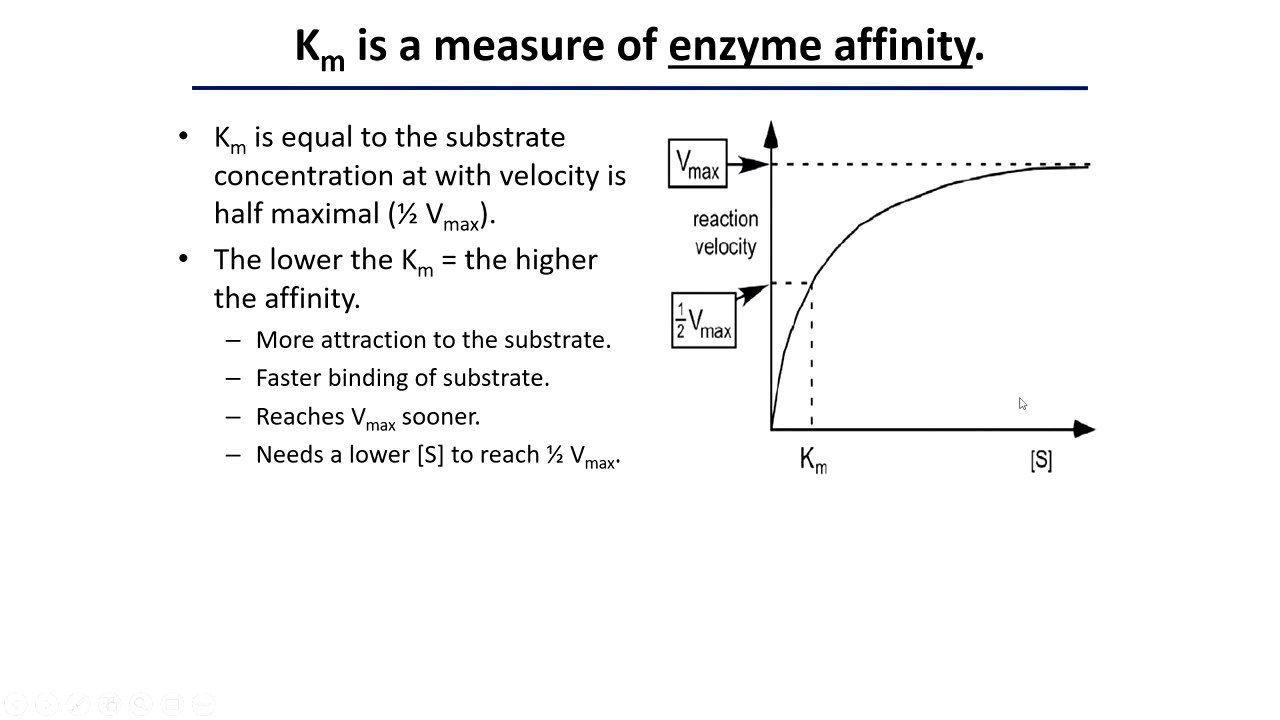 Km is a measure of enzyme affinity.
• Km is equal to the substrate
concentration at with velocity is
half maximal (½ Vmax).
• The lower the Km = the higher
the affinity.
– More attraction to the substrate.
– Faster binding of substrate.
– Reaches Vmax sooner.
– Needs a lower [S] to reach ½ Vmax.
Vmax
reaction
velocity
1/2 Vmax
Km
[S]